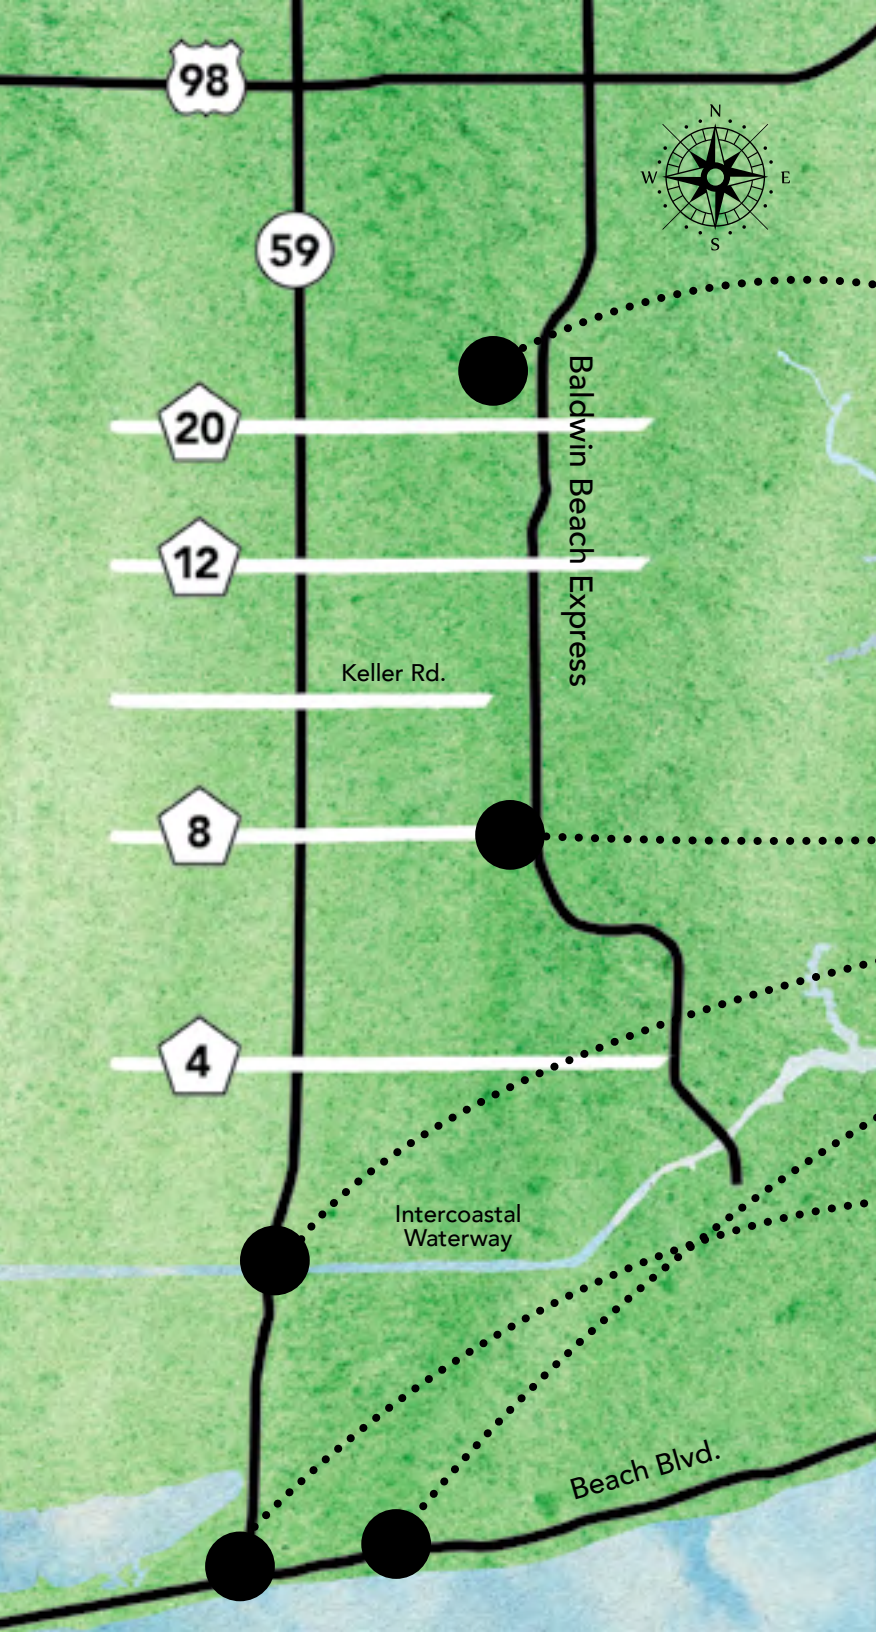 98
N
W E
S
59
20
Baldwin Beach Express
12
Keller Rd.
8
4
Intercoastal
Waterway
Beach Blvd.